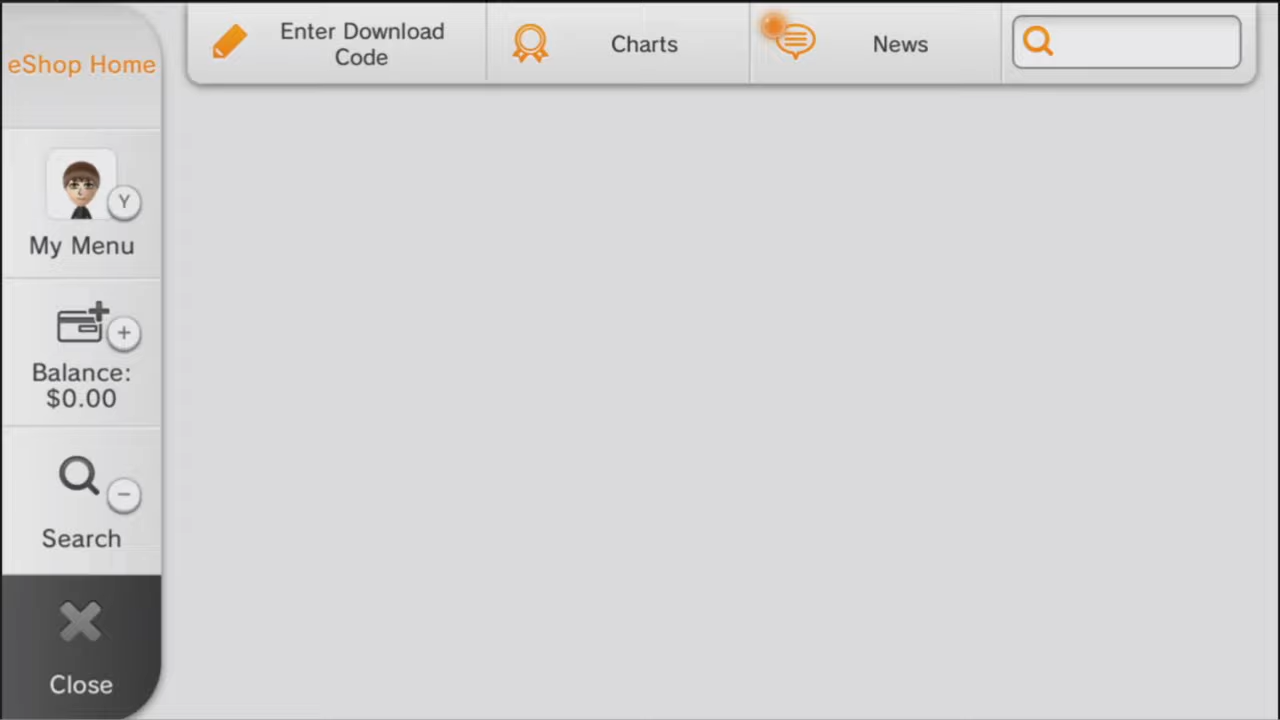 eShop Home
Enter Download
Code
Charts
News
Y
My Menu
+
Balance:
$0.00
−
Search
Close